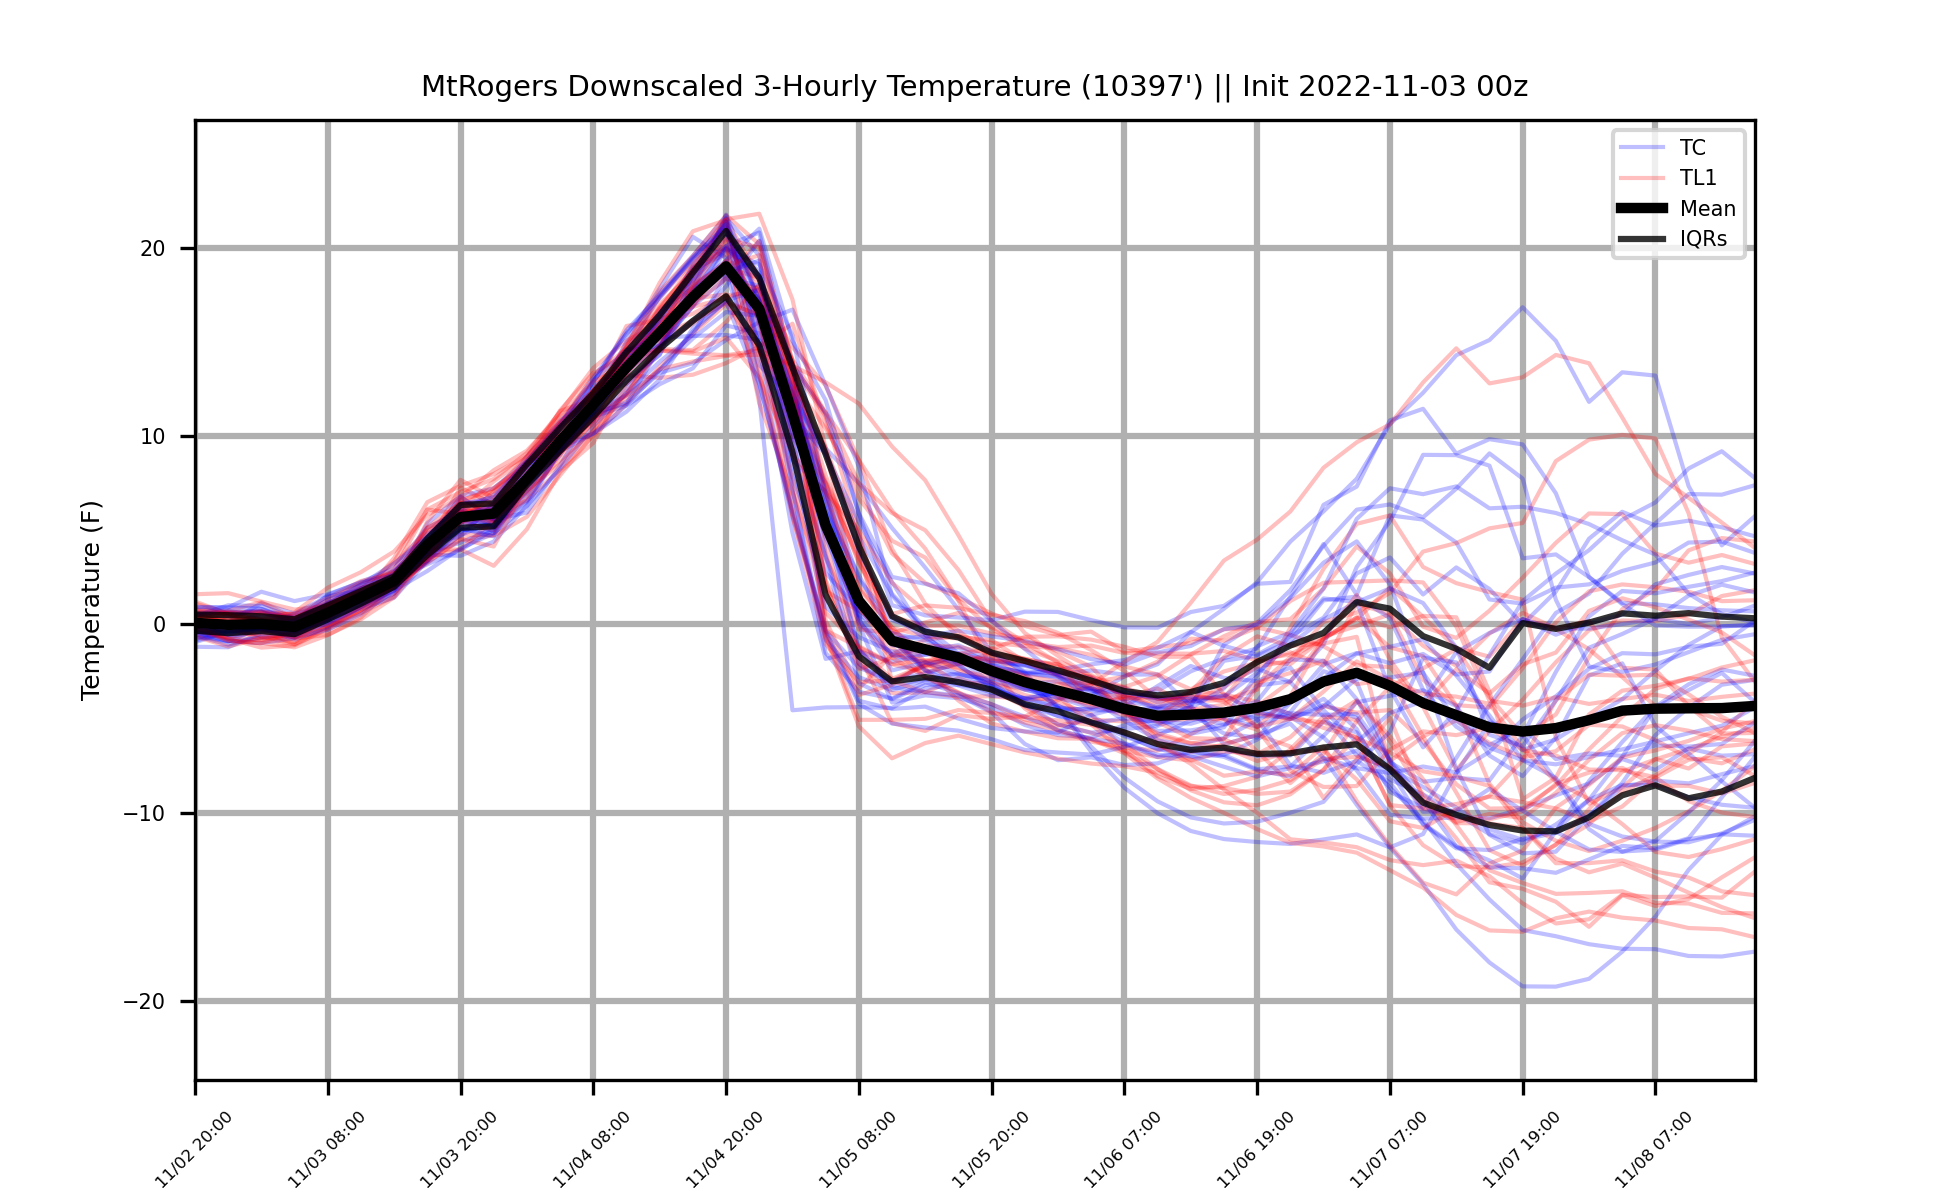 MtRogers Downscaled 3-Hourly Temperature (10397') || Init 2022-11-03 00z
TC
TL1
Mean
IQRs
Temperature (F)
20
10
0
−10
−20
11/02 20:00
11/03 08:00
11/03 20:00
11/04 08:00
11/04 20:00
11/05 08:00
11/05 20:00
11/06 07:00
11/06 19:00
11/07 07:00
11/07 19:00
11/08 07:00